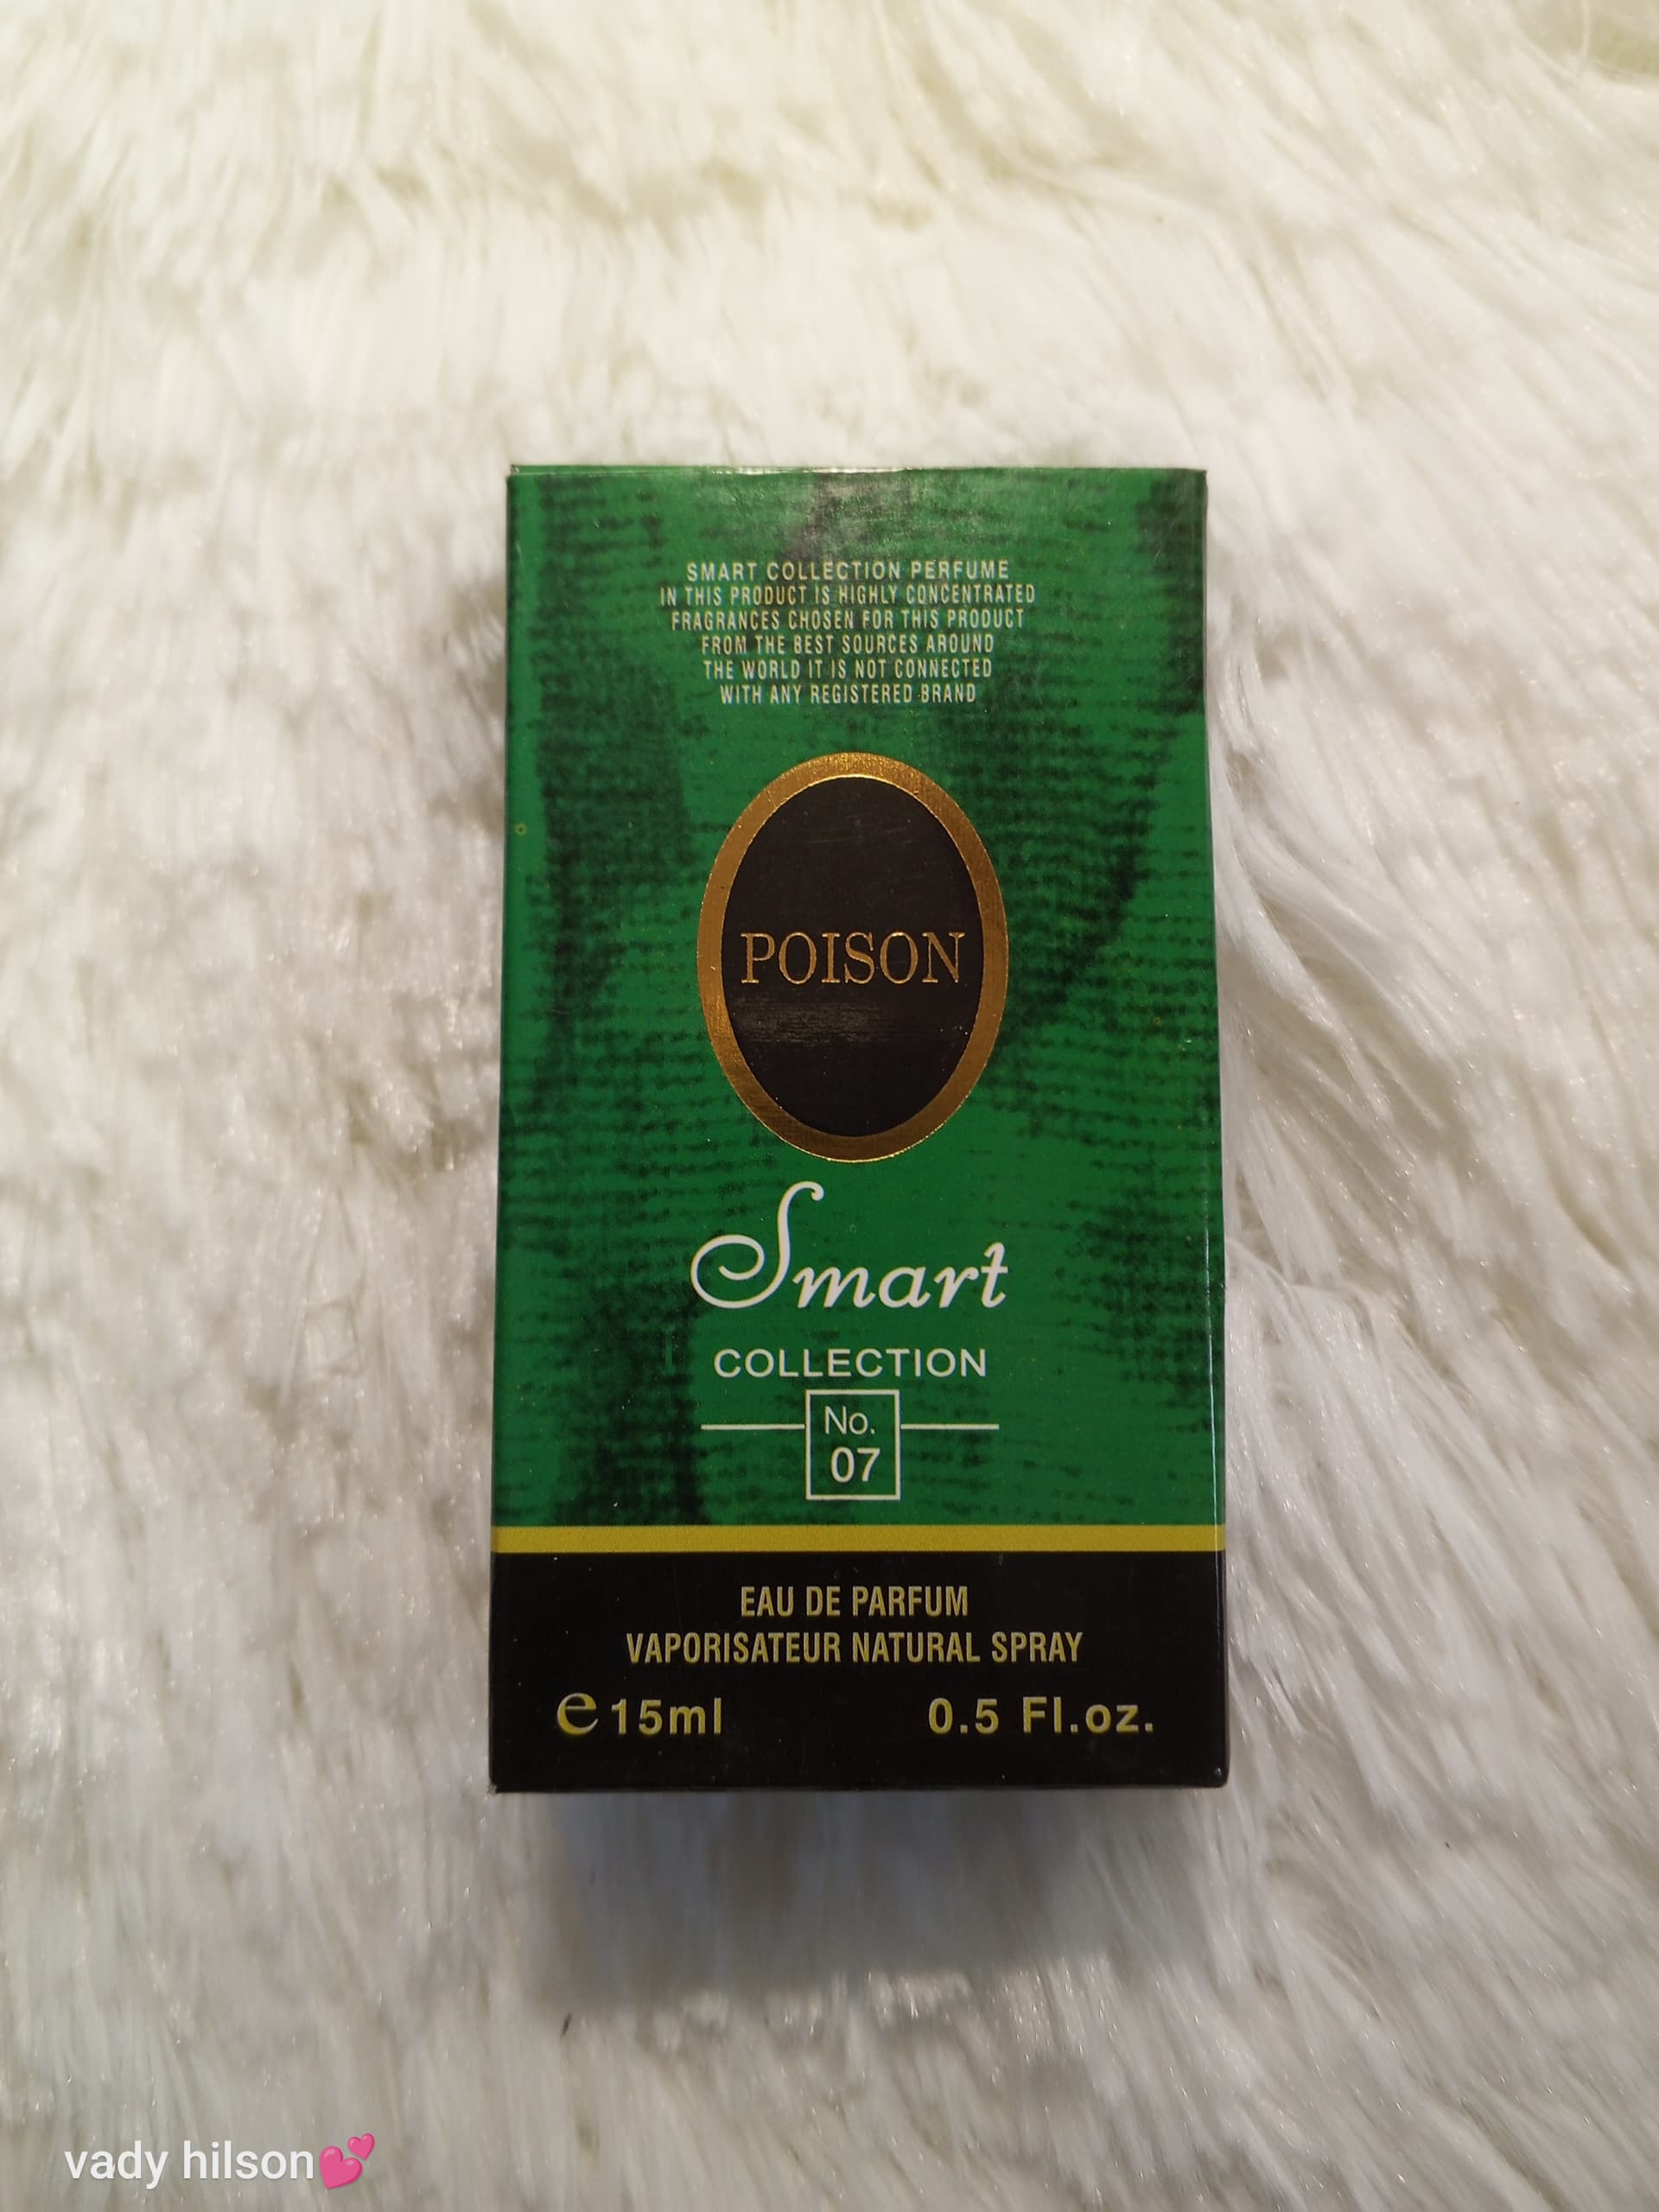 SMART COLLECTION PERFUME
IN THIS PRODUCT IS HIGHLY CONCENTRATED
FRAGRANCES CHOSEN FOR THIS PRODUCT
FROM THE BEST SOURCES AROUND
THE WORLD IT IS NOT CONNECTED
WITH ANY REGISTERED BRAND
POISON
Smart
COLLECTION
No.
07
EAU DE PARFUM
VAPORISATEUR NATURAL SPRAY
℮ 15ml 0.5 Fl.oz.
vady hilson💕